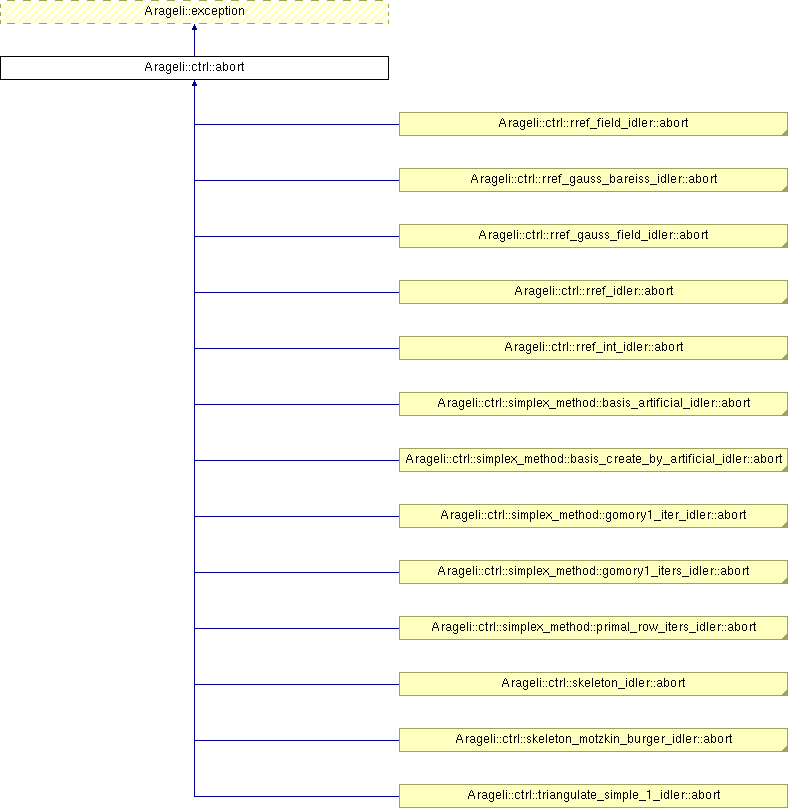 Arageli::exception
Arageli::ctrl::abort
Arageli::ctrl::rref_field_idler::abort
Arageli::ctrl::rref_gauss_bareiss_idler::abort
Arageli::ctrl::rref_gauss_field_idler::abort
Arageli::ctrl::rref_idler::abort
Arageli::ctrl::rref_int_idler::abort
Arageli::ctrl::simplex_method::basis_artificial_idler::abort
Arageli::ctrl::simplex_method::basis_create_by_artificial_idler::abort
Arageli::ctrl::simplex_method::gomory1_iter_idler::abort
Arageli::ctrl::simplex_method::gomory1_iters_idler::abort
Arageli::ctrl::simplex_method::primal_row_iters_idler::abort
Arageli::ctrl::skeleton_idler::abort
Arageli::ctrl::skeleton_motzkin_burger_idler::abort
Arageli::ctrl::triangulate_simple_1_idler::abort